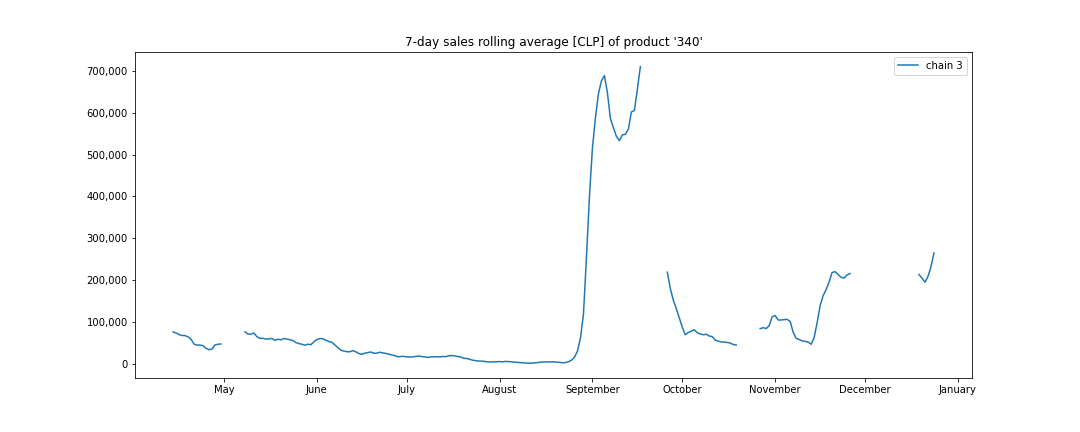 7-day sales rolling average [CLP] of product '340'
chain 3
700,000
600,000
500,000
400,000
300,000
200,000
100,000
0
May June July August September October November December January